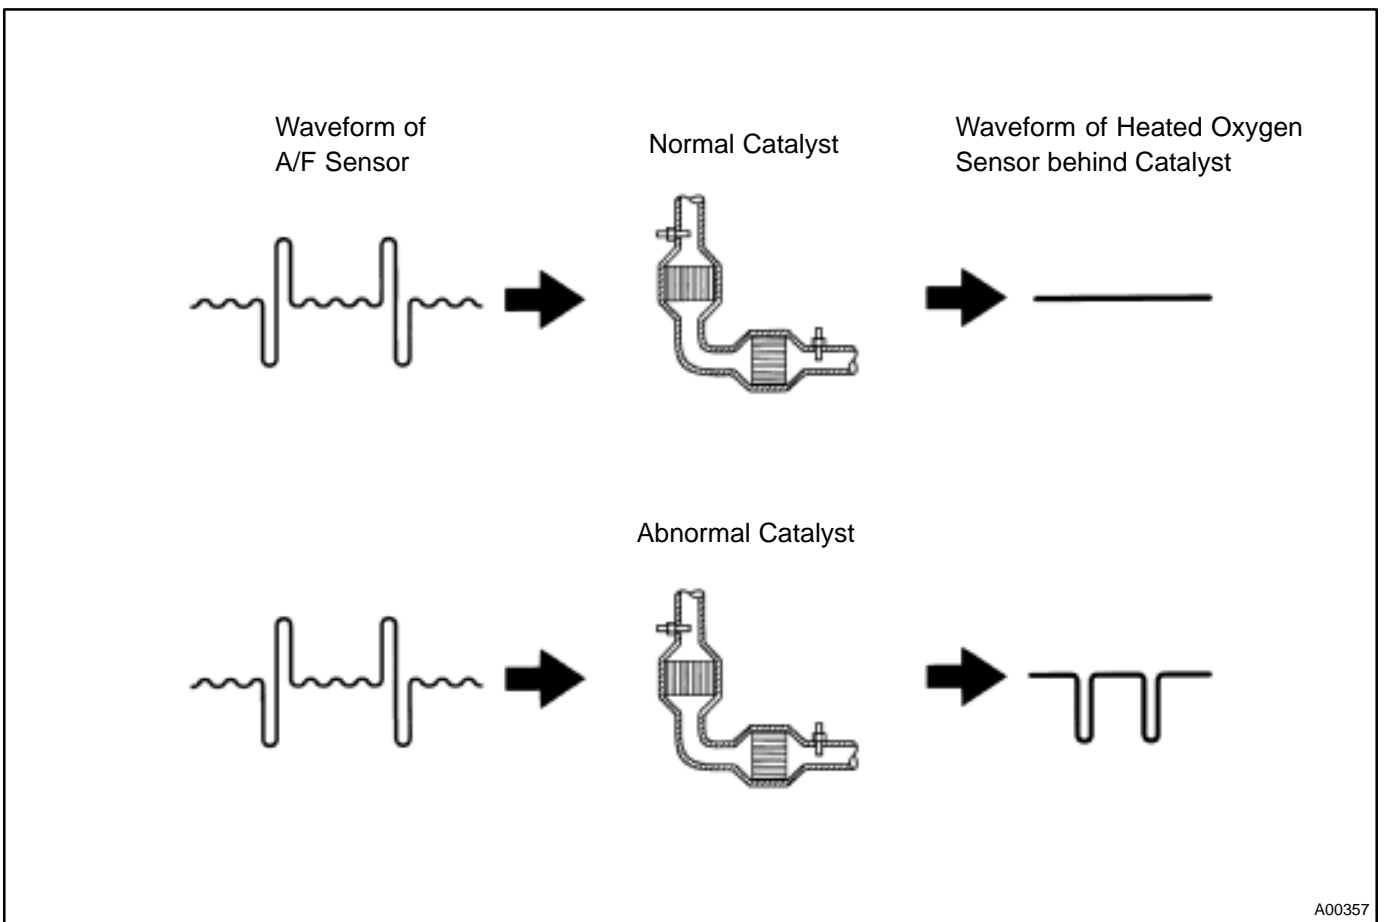 Waveform of
A/F Sensor
Normal Catalyst
Waveform of Heated Oxygen
Sensor behind Catalyst
Abnormal Catalyst
A00357